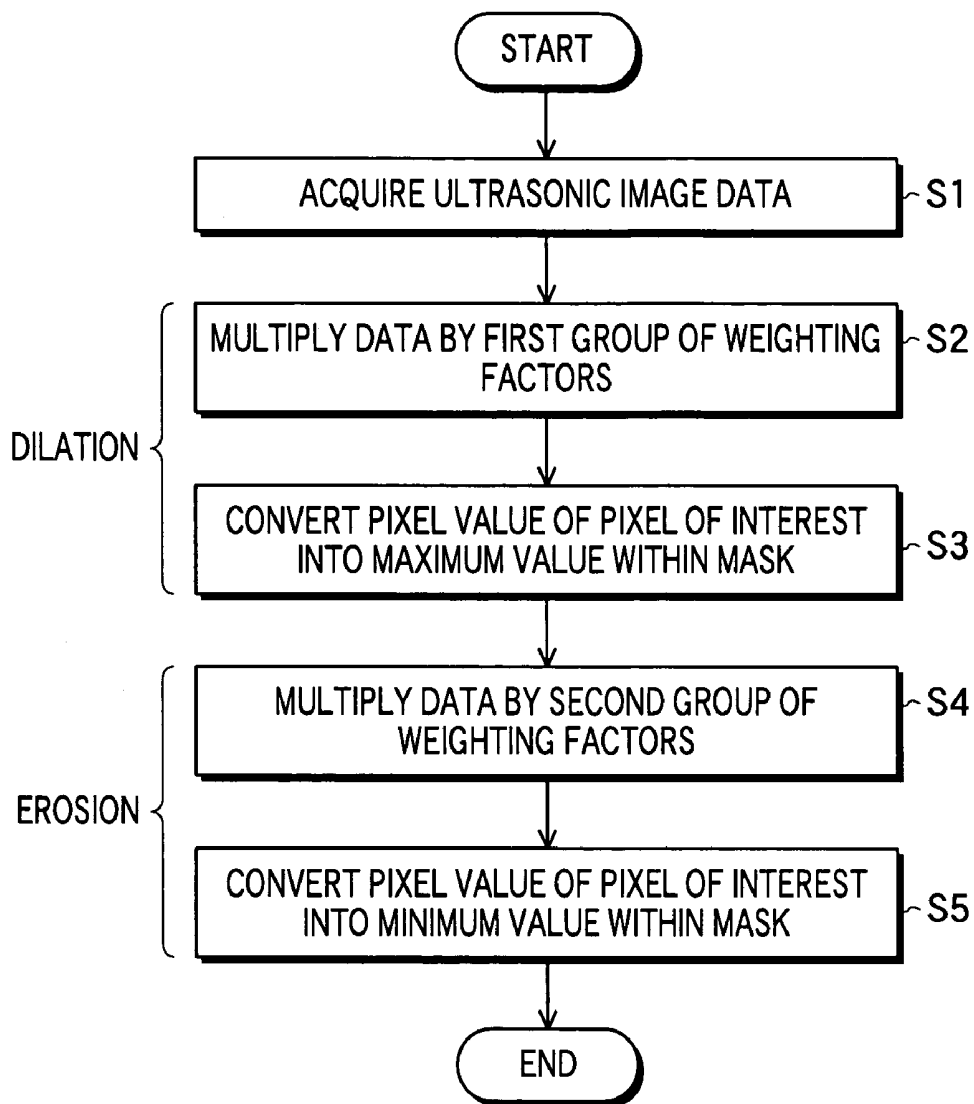 START
ACQUIRE ULTRASONIC IMAGE DATA
S1
MULTIPLY DATA BY FIRST GROUP OF WEIGHTING
FACTORS
S2
DILATION
CONVERT PIXEL VALUE OF PIXEL OF INTEREST
INTO MAXIMUM VALUE WITHIN MASK
S3
MULTIPLY DATA BY SECOND GROUP OF
WEIGHTING FACTORS
S4
EROSION
CONVERT PIXEL VALUE OF PIXEL OF INTEREST
INTO MINIMUM VALUE WITHIN MASK
S5
END